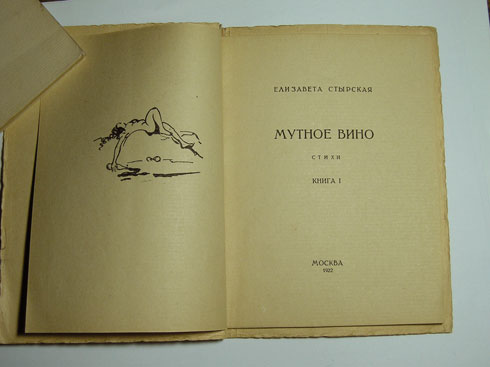 ЕЛИЗАВЕТА СТЫРСКАЯ
МУТНОЕ ВИНО
СТИХИ
КНИГА I
МОСКВА
1922